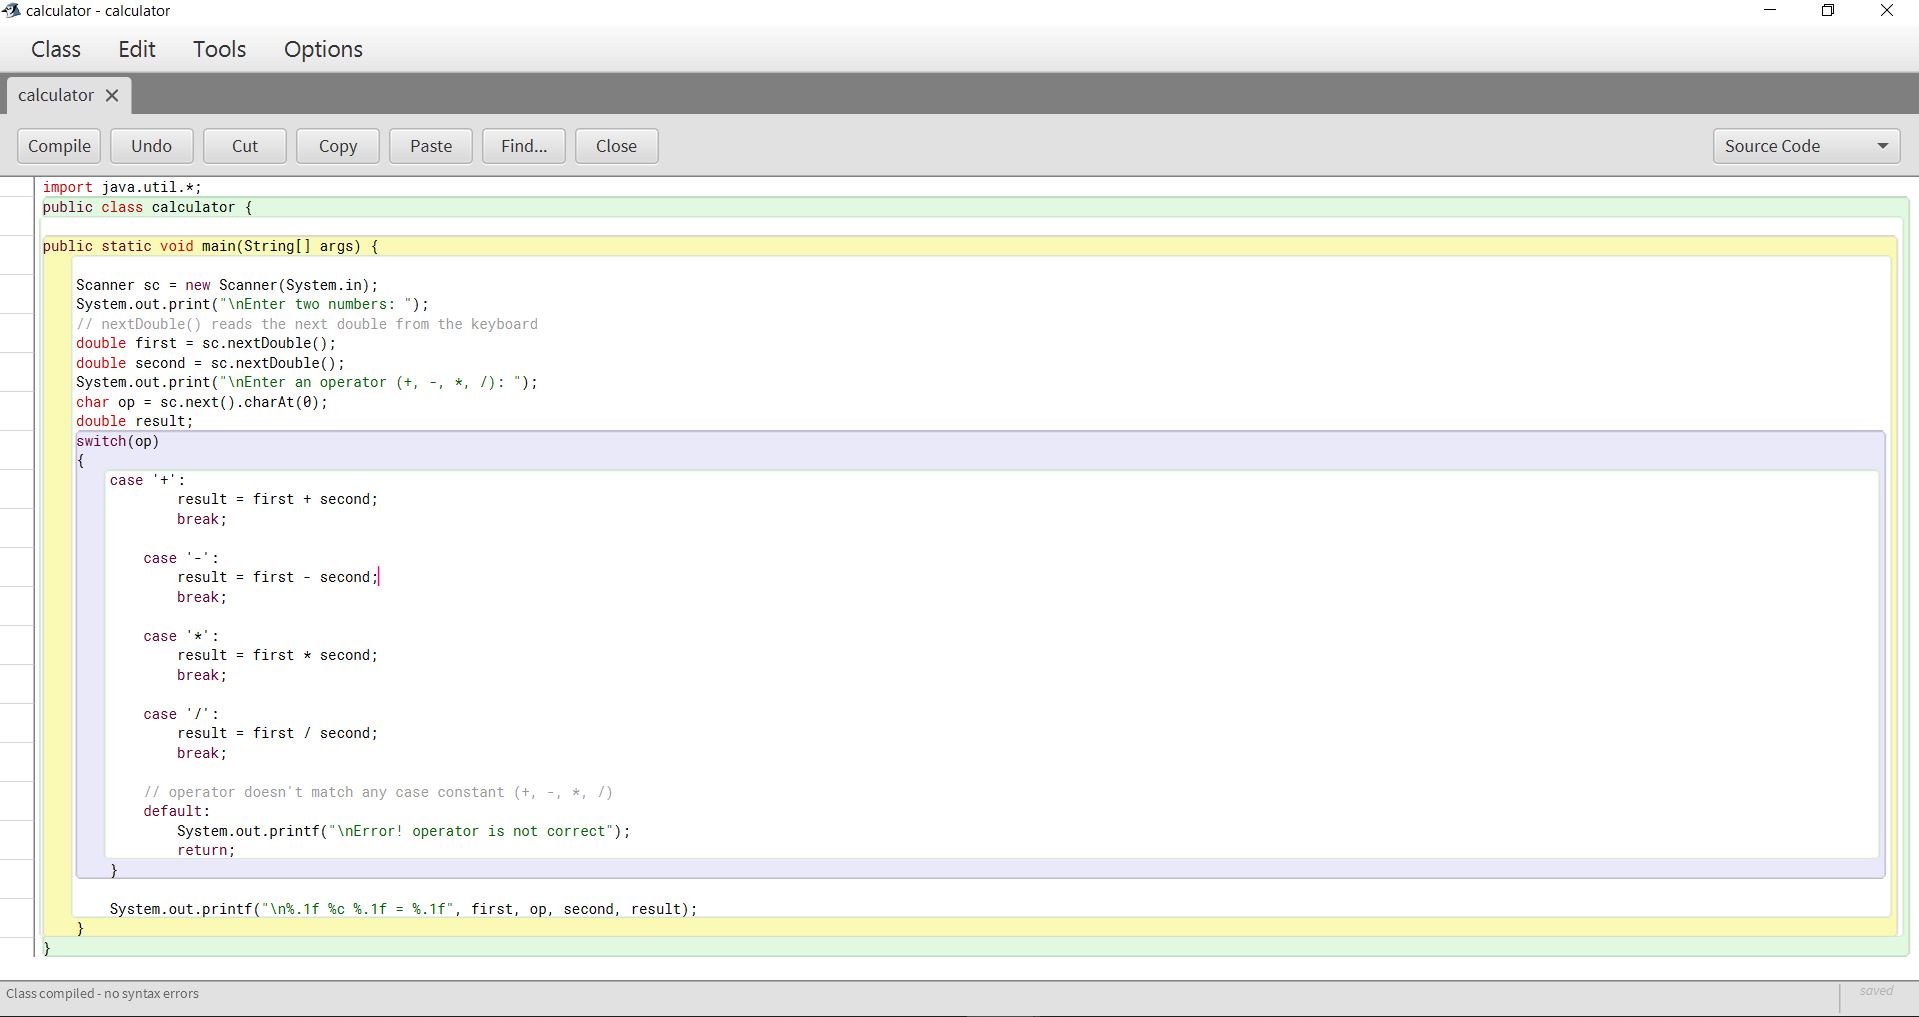 calculator - calculator
Class Edit Tools Options
calculator
Compile Undo Cut Copy Paste Find... Close Source Code
import java.util.*;
public class calculator {
public static void main(String[] args) {
Scanner sc = new Scanner(System.in);
System.out.print("\nEnter two numbers: ");
// nextDouble() reads the next double from the keyboard
double first = sc.nextDouble();
double second = sc.nextDouble();
System.out.print("\nEnter an operator (+, -, *, /): ");
char op = sc.next().charAt(0);
double result;
switch(op)
{
case '+':
result = first + second;
break;
case '-':
result = first - second;
break;
case '*':
result = first * second;
break;
case '/':
result = first / second;
break;
// operator doesn't match any case constant (+, -, *, /)
default:
System.out.printf("\nError! operator is not correct");
return;
}
System.out.printf("\n%.1f %c %.1f = %.1f", first, op, second, result);
}
}
Class compiled - no syntax errors
saved